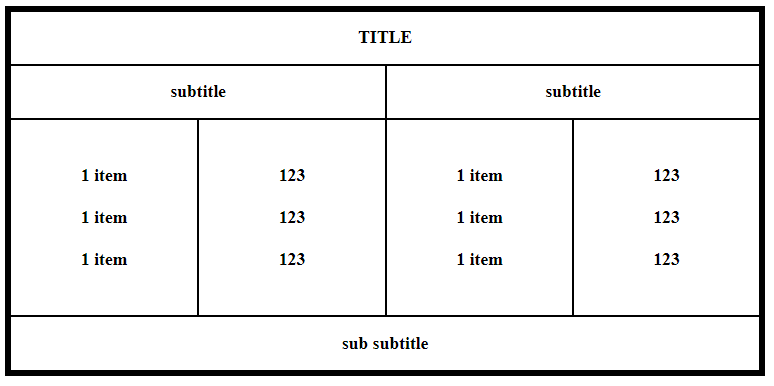 TITLE
subtitle subtitle
1 item 123 1 item 123
1 item 123 1 item 123
1 item 123 1 item 123
sub subtitle